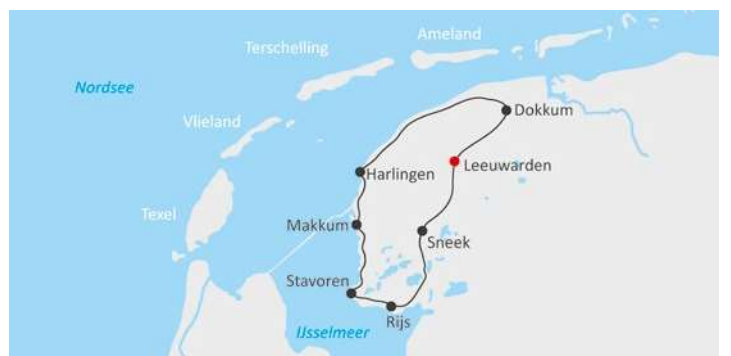 Ameland
Terschelling
Nordsee
Dokkum
Vlieland
Leeuwarden
Harlingen
Texel
Makkum
Sneek
Stavoren
Rijs
IJsselmeer